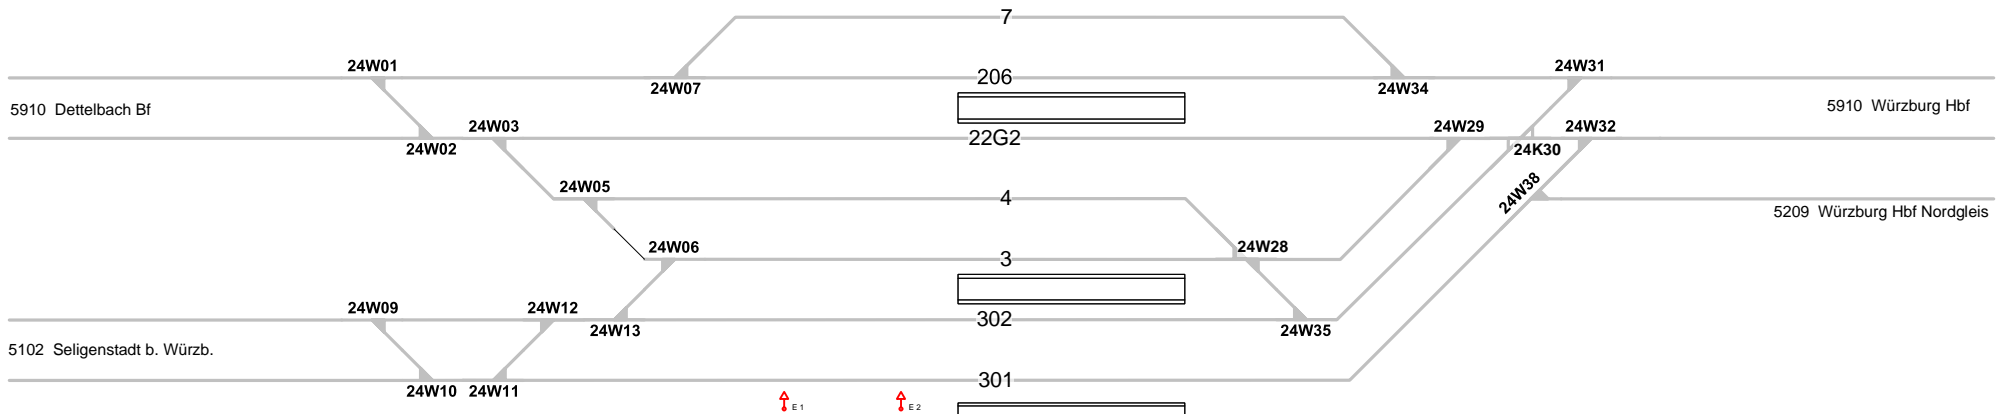 7
24W01
24W31
206
24W07
24W34
5910 Dettelbach Bf
5910 Würzburg Hbf
24W03
24W29
24W32
22G2
24W02
24K30
24W05
24W38
4
5209 Würzburg Hbf Nordgleis
24W06
24W28
3
24W09
24W12
302
24W13
24W35
5102 Seligenstadt b. Würzb.
301
24W10
24W11
E 1
E 2